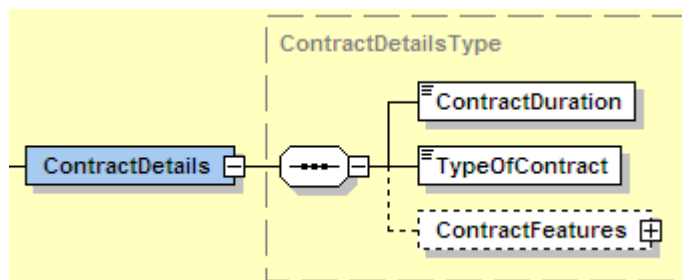 ContractDetailsType
ContractDuration
ContractDetails
TypeOfContract
ContractFeatures